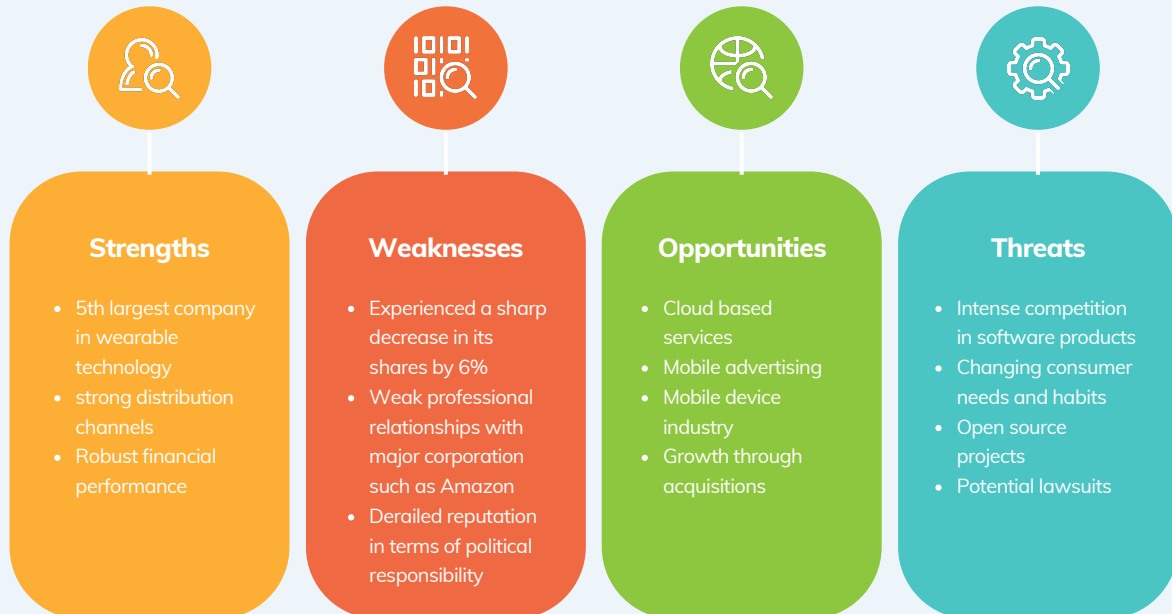 Strengths
• 5th largest company
in wearable
technology
• strong distribution
channels
• Robust financial
performance
Weaknesses
• Experienced a sharp
decrease in its
shares by 6%
• Weak professional
relationships with
major corporation
such as Amazon
• Derailed reputation
in terms of political
responsibility
Opportunities
• Cloud based
services
• Mobile advertising
• Mobile device
industry
• Growth through
acquisitions
Threats
• Intense competition
in software products
• Changing consumer
needs and habits
• Open source
projects
• Potential lawsuits